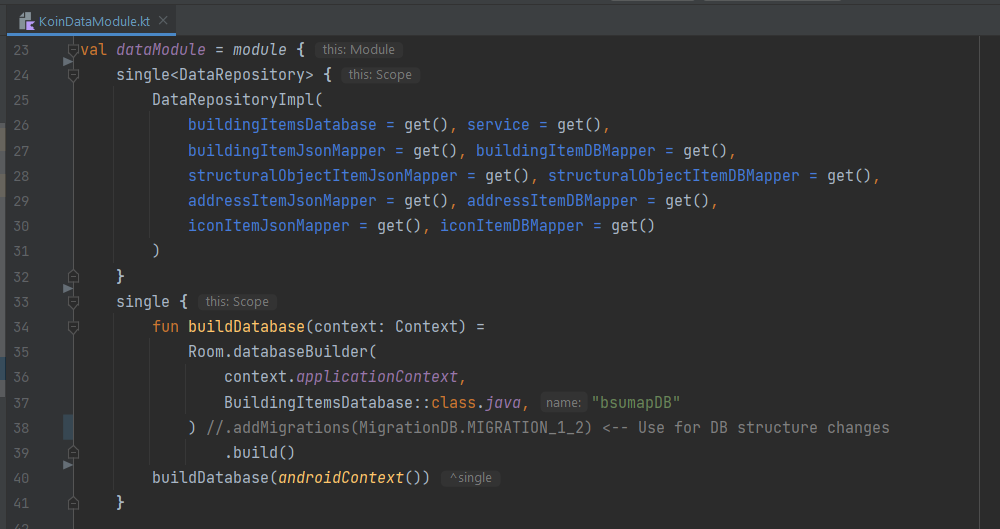 KoinDataModule.kt
23 val dataModule = module { this: Module
24 single<DataRepository> { this: Scope
25 DataRepositoryImpl(
26 buildingItemsDatabase = get(), service = get(),
27 buildingItemJsonMapper = get(), buildingItemDBMapper = get(),
28 structuralObjectItemJsonMapper = get(), structuralObjectItemDBMapper = get(),
29 addressItemJsonMapper = get(), addressItemDBMapper = get(),
30 iconItemJsonMapper = get(), iconItemDBMapper = get()
31 )
32 }
33 single { this: Scope
34 fun buildDatabase(context: Context) =
35 Room.databaseBuilder(
36 context.applicationContext,
37 BuildingItemsDatabase::class.java, name: "bsumapDB"
38 ) //.addMigrations(MigrationDB.MIGRATION_1_2) <-- Use for DB structure changes
39 .build()
40 buildDatabase(androidContext()) ^single
41 }